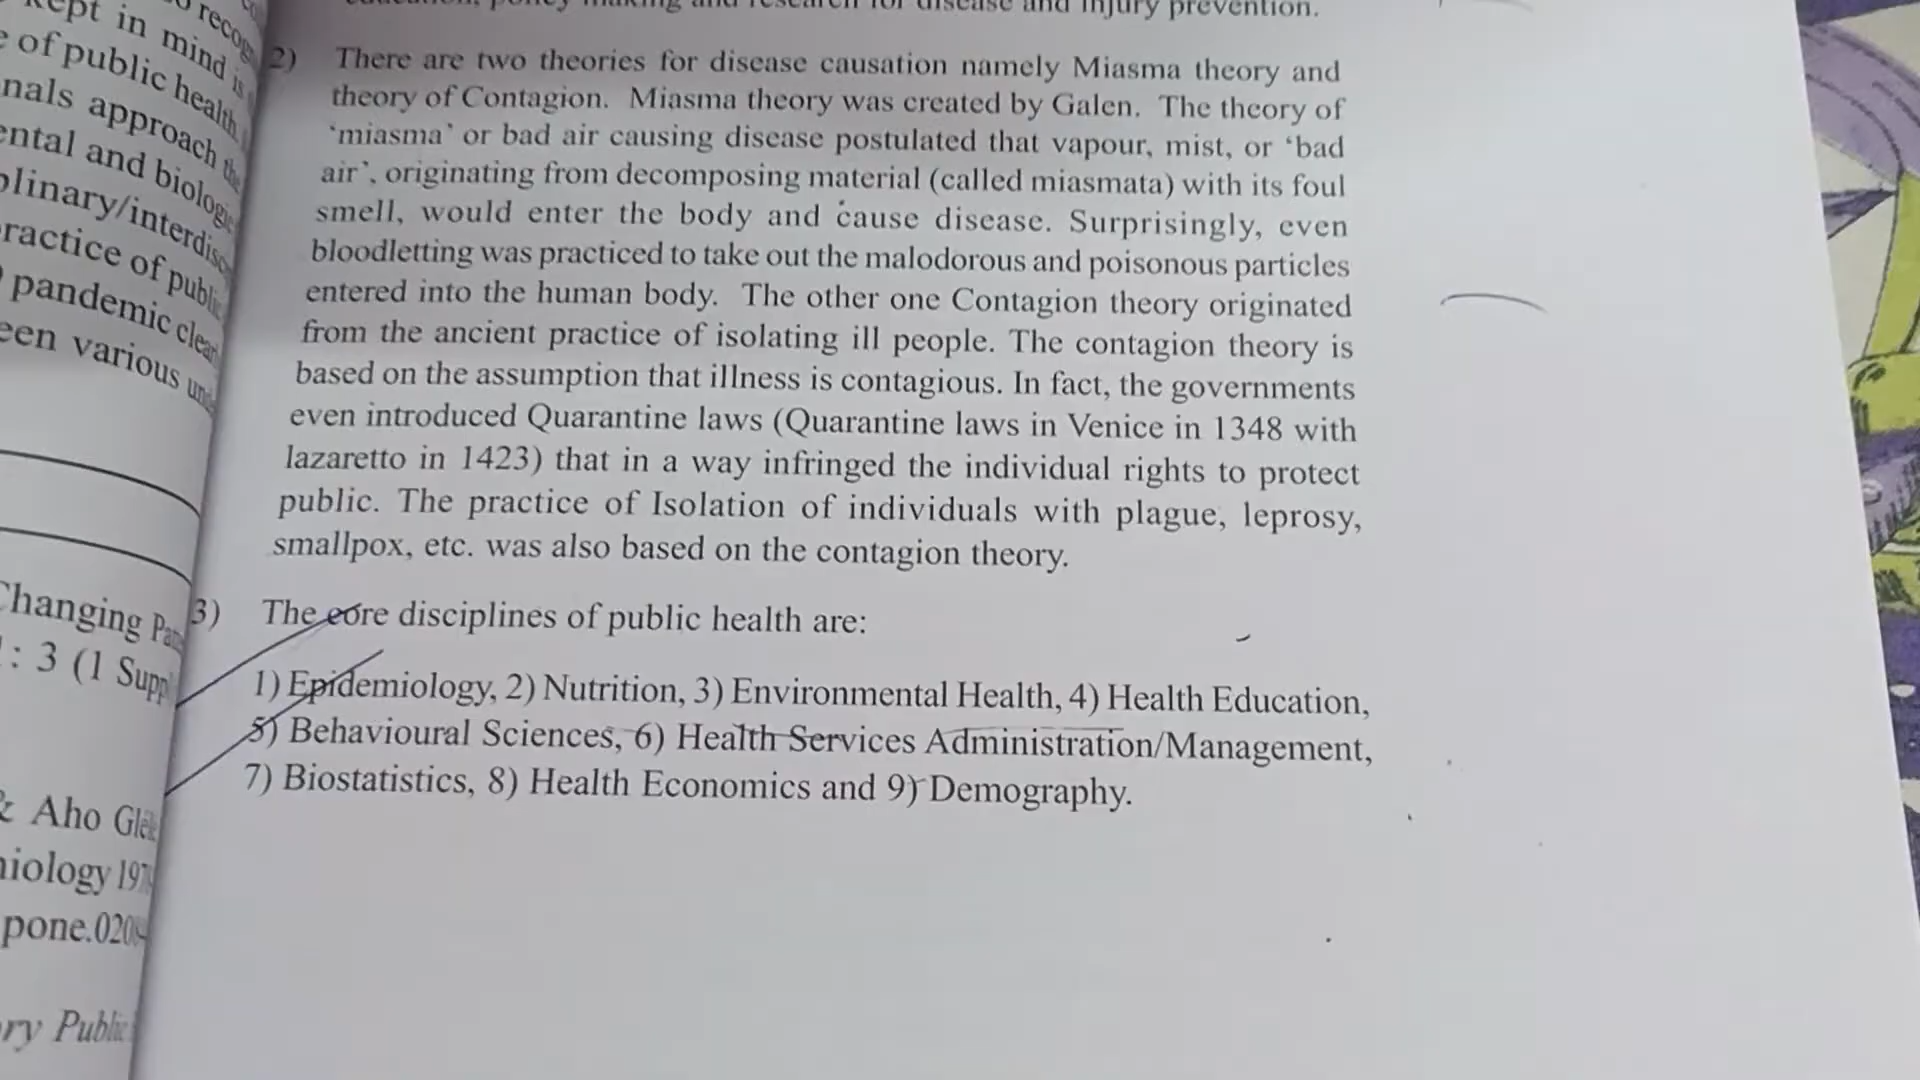 kept in mind is
of public health
nals approach the
ental and biologic
plinary/interdisc
ractice of public
pandemic clear
een various
Changing
: 3 (1 Supp
& Aho Glèlè
niology 197
pone.020
ry Public
education, policy making and research for disease and injury prevention.
2) There are two theories for disease causation namely Miasma theory and
theory of Contagion. Miasma theory was created by Galen. The theory of
‘miasma’ or bad air causing disease postulated that vapour, mist, or ‘bad
air’, originating from decomposing material (called miasmata) with its foul
smell, would enter the body and cause disease. Surprisingly, even
bloodletting was practiced to take out the malodorous and poisonous particles
entered into the human body. The other one Contagion theory originated
from the ancient practice of isolating ill people. The contagion theory is
based on the assumption that illness is contagious. In fact, the governments
even introduced Quarantine laws (Quarantine laws in Venice in 1348 with
lazaretto in 1423) that in a way infringed the individual rights to protect
public. The practice of Isolation of individuals with plague, leprosy,
smallpox, etc. was also based on the contagion theory.
3) The core disciplines of public health are:
1) Epidemiology, 2) Nutrition, 3) Environmental Health, 4) Health Education,
5) Behavioural Sciences, 6) Health Services Administration/Management,
7) Biostatistics, 8) Health Economics and 9) Demography.